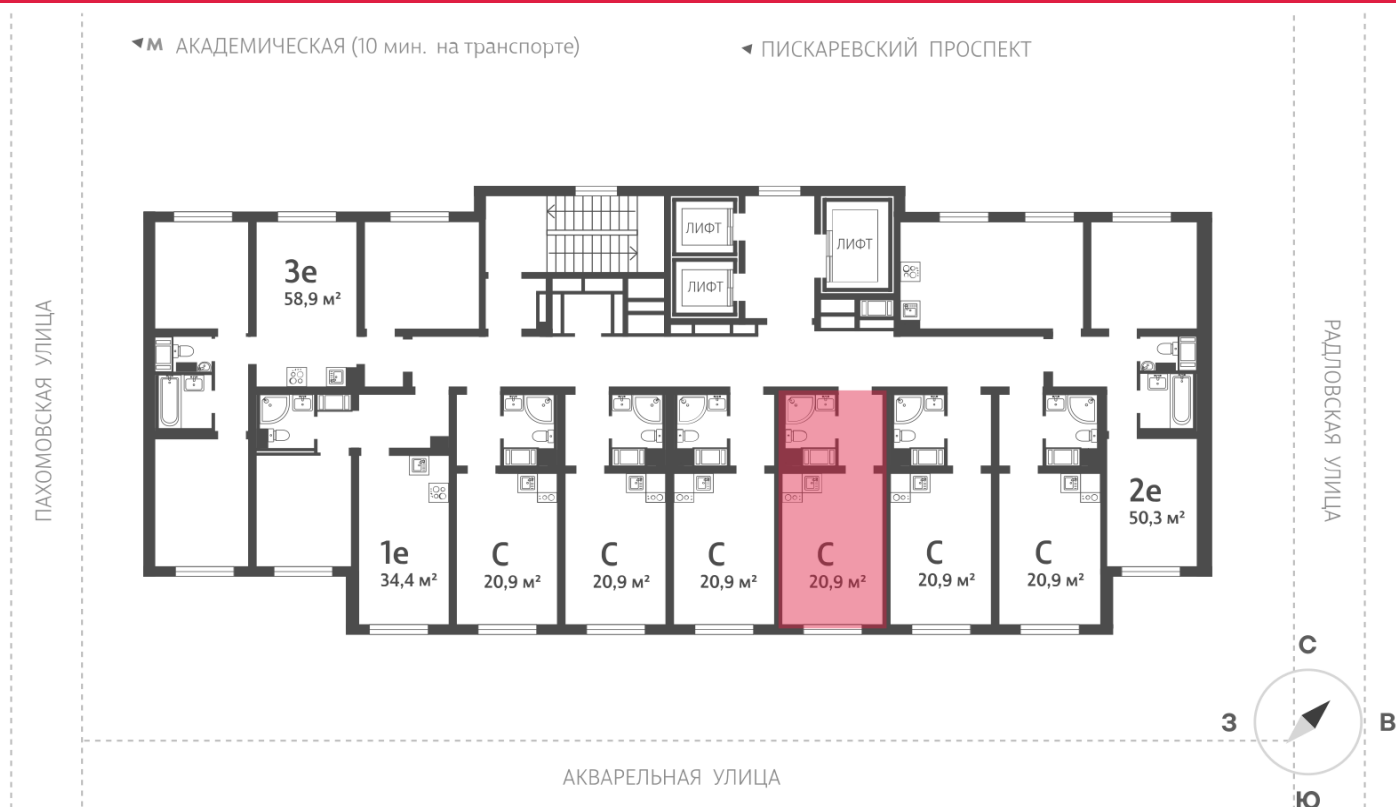 М АКАДЕМИЧЕСКАЯ (10 мин. на транспорте)
ПИСКАРЕВСКИЙ ПРОСПЕКТ
ЛИФТ
ЛИФТ
ЛИФТ
3е
58,9 м²
ПАХОМОВСКАЯ УЛИЦА
РАДЛОВСКАЯ УЛИЦА
2е
50,3 м²
1е
34,4 м²
С
20,9 м²
С
20,9 м²
С
20,9 м²
С
20,9 м²
С
20,9 м²
С
20,9 м²
С
З
В
Ю
АКВАРЕЛЬНАЯ УЛИЦА